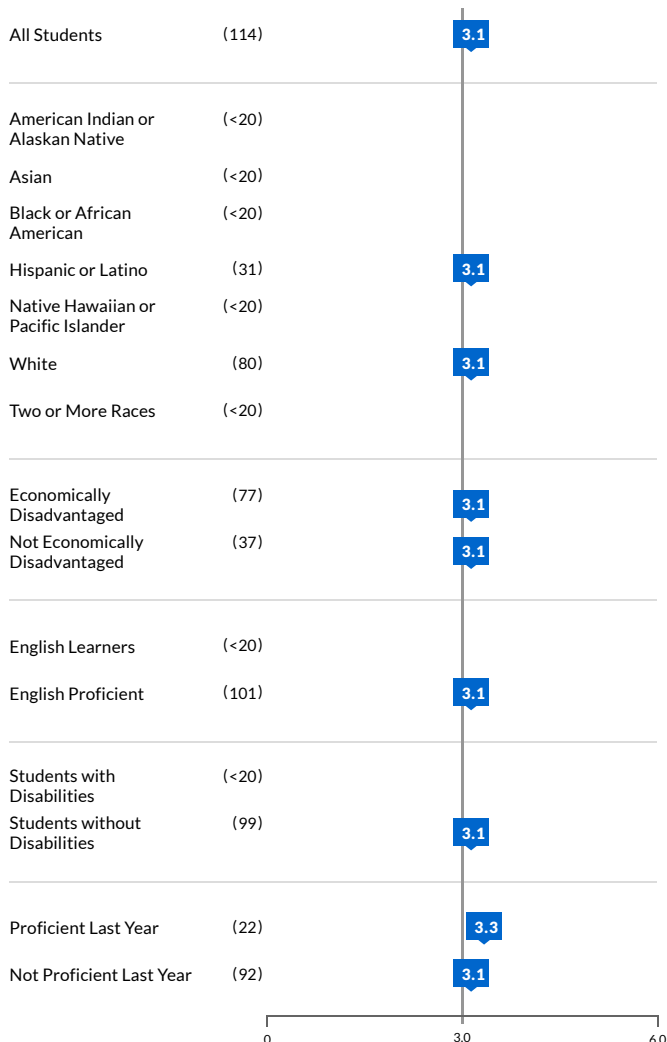 All Students (114) 3.1
American Indian or (<20)
Alaskan Native
Asian (<20)
Black or African (<20)
American
Hispanic or Latino (31) 3.1
Native Hawaiian or (<20)
Pacific Islander
White (80) 3.1
Two or More Races (<20)
Economically (77) 3.1
Disadvantaged
Not Economically (37) 3.1
Disadvantaged
English Learners (<20)
English Proficient (101) 3.1
Students with (<20)
Disabilities
Students without (99) 3.1
Disabilities
Proficient Last Year (22) 3.3
Not Proficient Last Year (92) 3.1
0 3.0 6.0